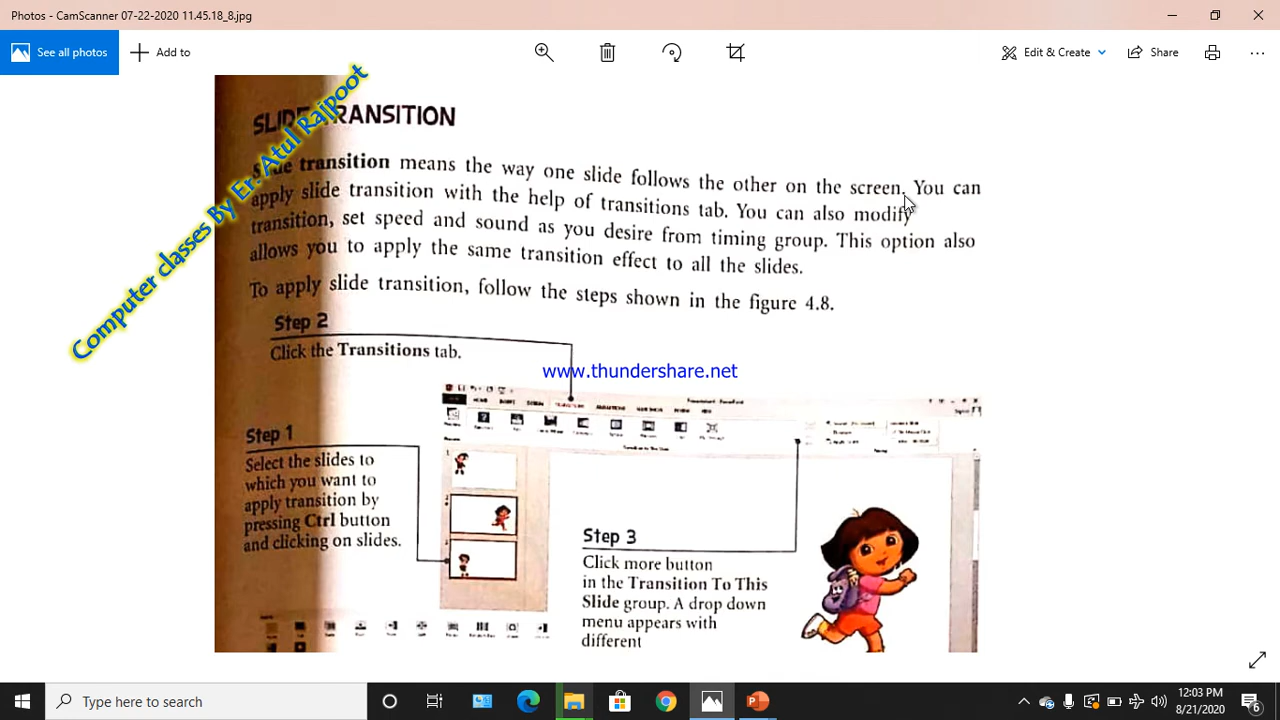 Photos - CamScanner 07-22-2020 11.45.18_8.jpg
See all photos
Add to
Edit & Create
Share
Computer classes By Er. Atul Rajpoot
SLIDE TRANSITION
Slide transition means the way one slide follows the other on the screen. You can
apply slide transition with the help of transitions tab. You can also modify
transition, set speed and sound as you desire from timing group. This option also
allows you to apply the same transition effect to all the slides.
To apply slide transition, follow the steps shown in the figure 4.8.
Step 2
Click the Transitions tab.
www.thundershare.net
Step 1
Select the slides to
which you want to
apply transition by
pressing Ctrl button
and clicking on slides.
Step 3
Click more button
in the Transition To This
Slide group. A drop down
menu appears with
different
Type here to search
12:03 PM
8/21/2020
6